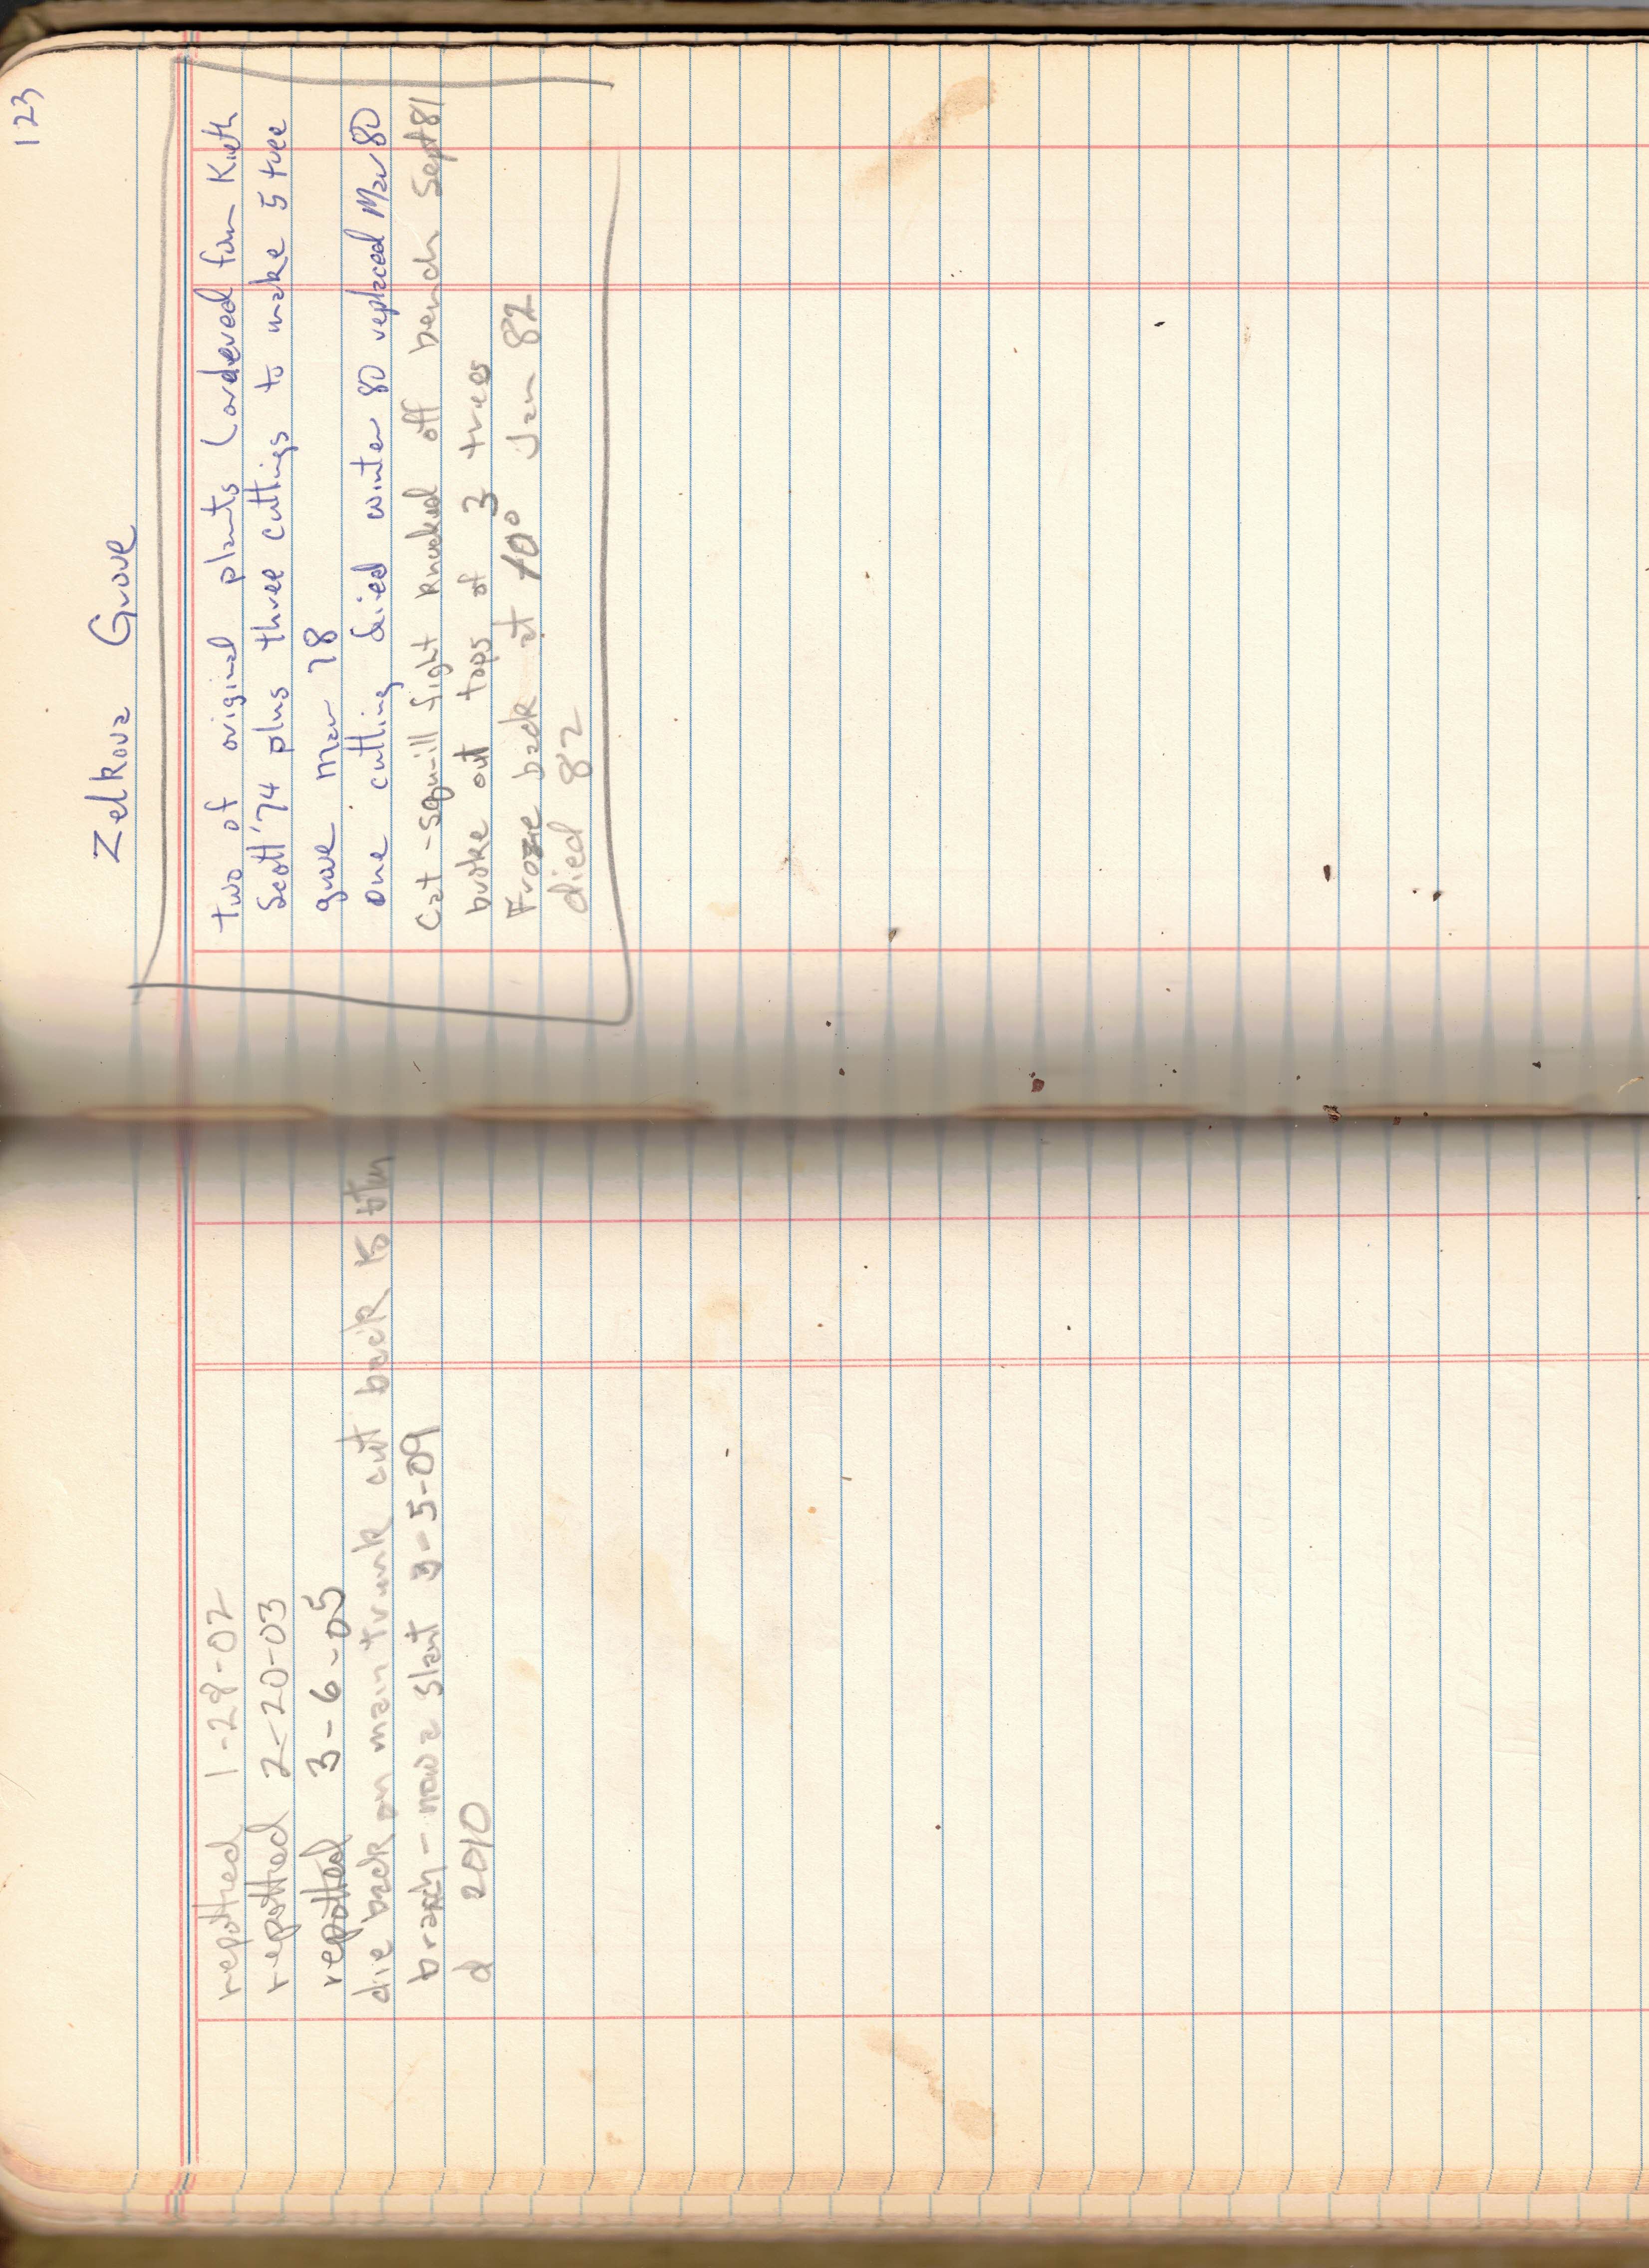 repotted 1-28-02
repotted 2-20-03
repotted 3-6-05
die back on main trunk cut back to btm
branch - now a slant 3-5-09
d 2010
123
Zelkova Grove
two of original plants (ordered from Kieth
Scott '74 plus three cuttings to make 5 tree
grove Mar 78
one cutting died winter 80 replaced Mar 80
Cat - squrill fight knocked off bench Sept 81
broke out tops of 3 trees
Froze back at 10° Jan 82
died 82